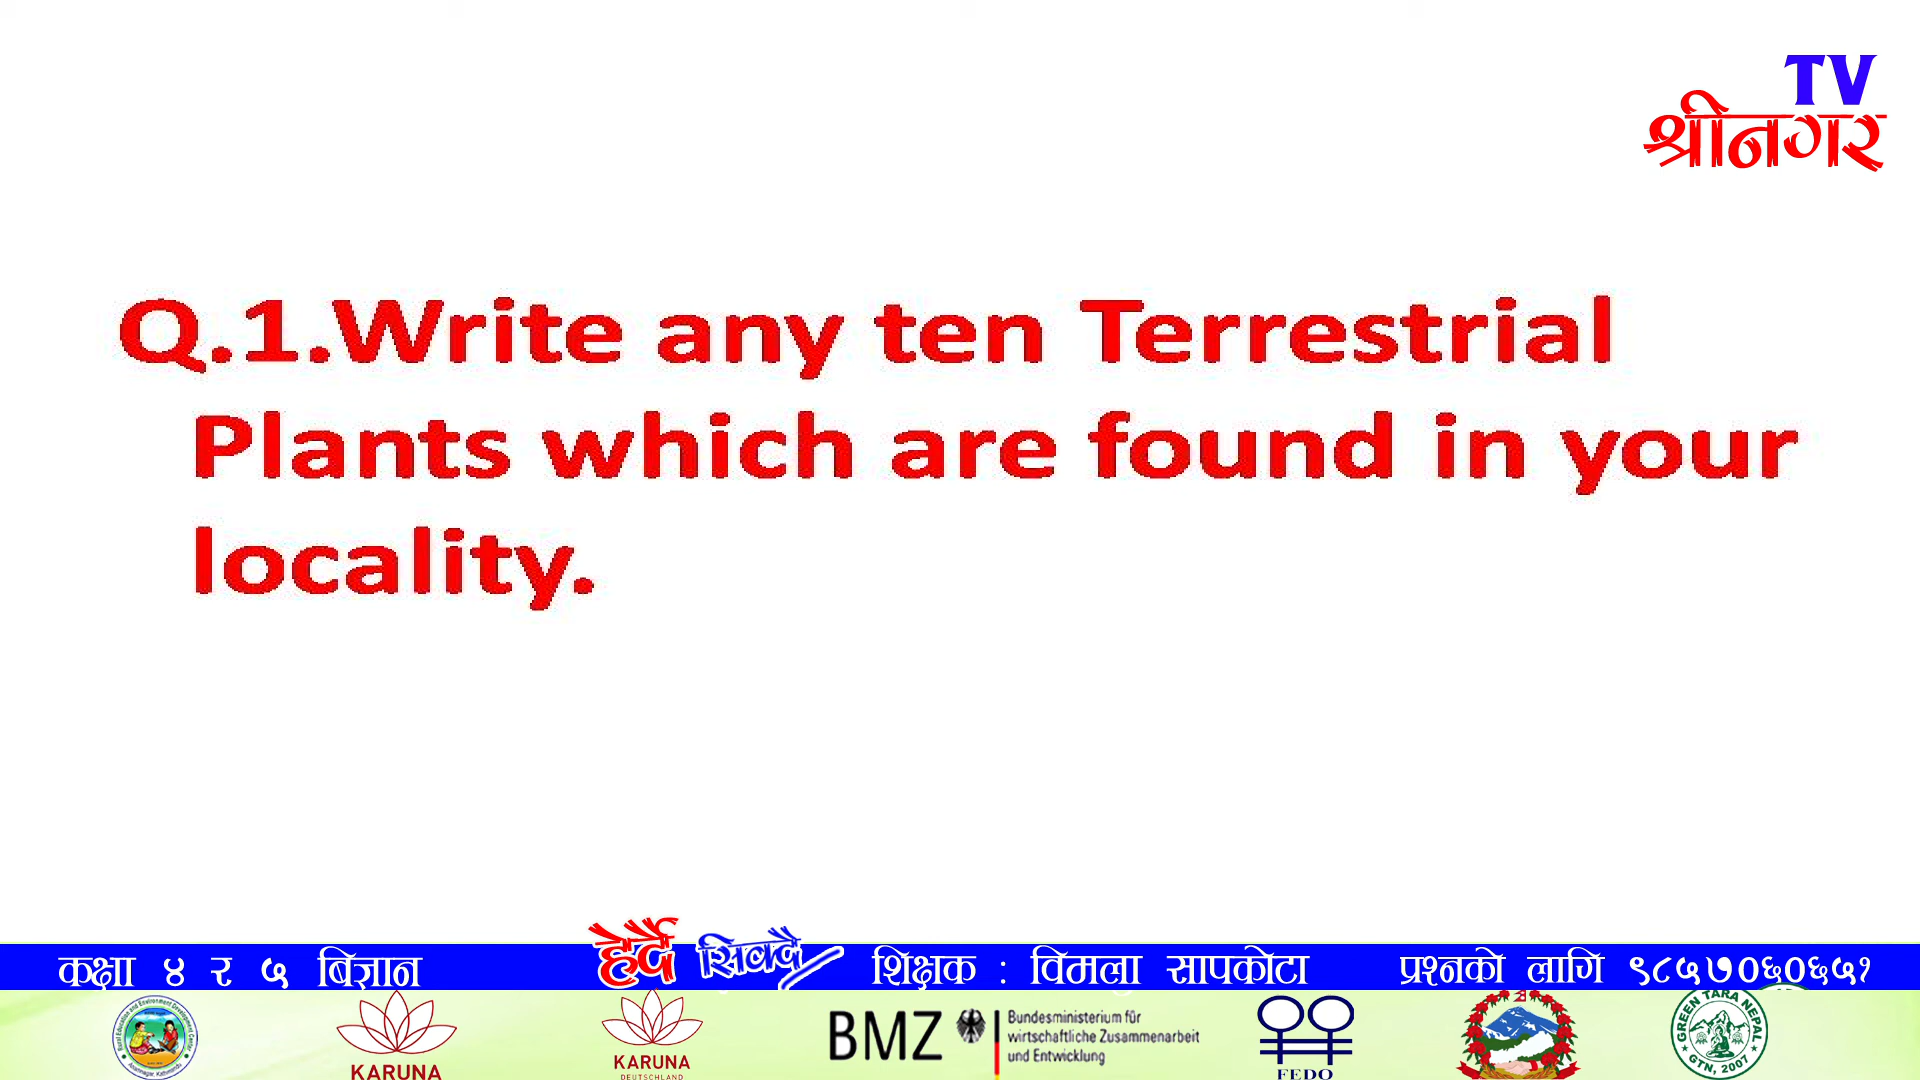 TV
श्रीनगर
Q.1.Write any ten Terrestrial
Plants which are found in your
locality.
कक्षा ४ र ५ बिज्ञान
हेर्दै सिक्दै
शिक्षक : विमला सापकोटा
प्रश्नको लागि ९८५७०६०६५१
KARUNA
KARUNA
DEUTSCHLAND
BMZ
Bundesministerium für
wirtschaftliche Zusammenarbeit
und Entwicklung
FEDO
GREEN TARA NEPAL
GTN, 2007